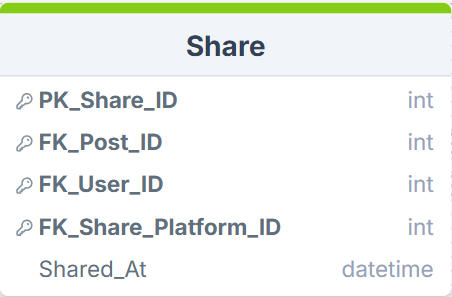 Share
PK_Share_ID int
FK_Post_ID int
FK_User_ID int
FK_Share_Platform_ID int
Shared_At datetime